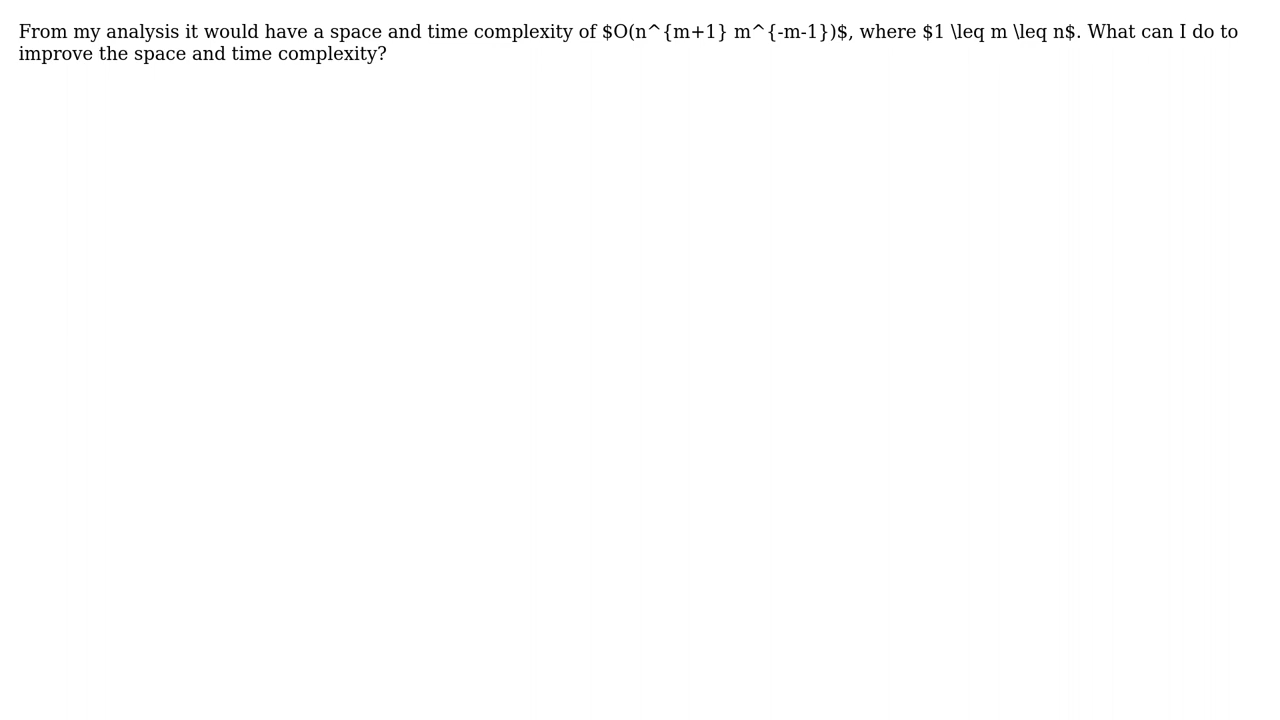 From my analysis it would have a space and time complexity of $O(n^{m+1} m^{-m-1})$, where $1 \leq m \leq n$. What can I do to
improve the space and time complexity?